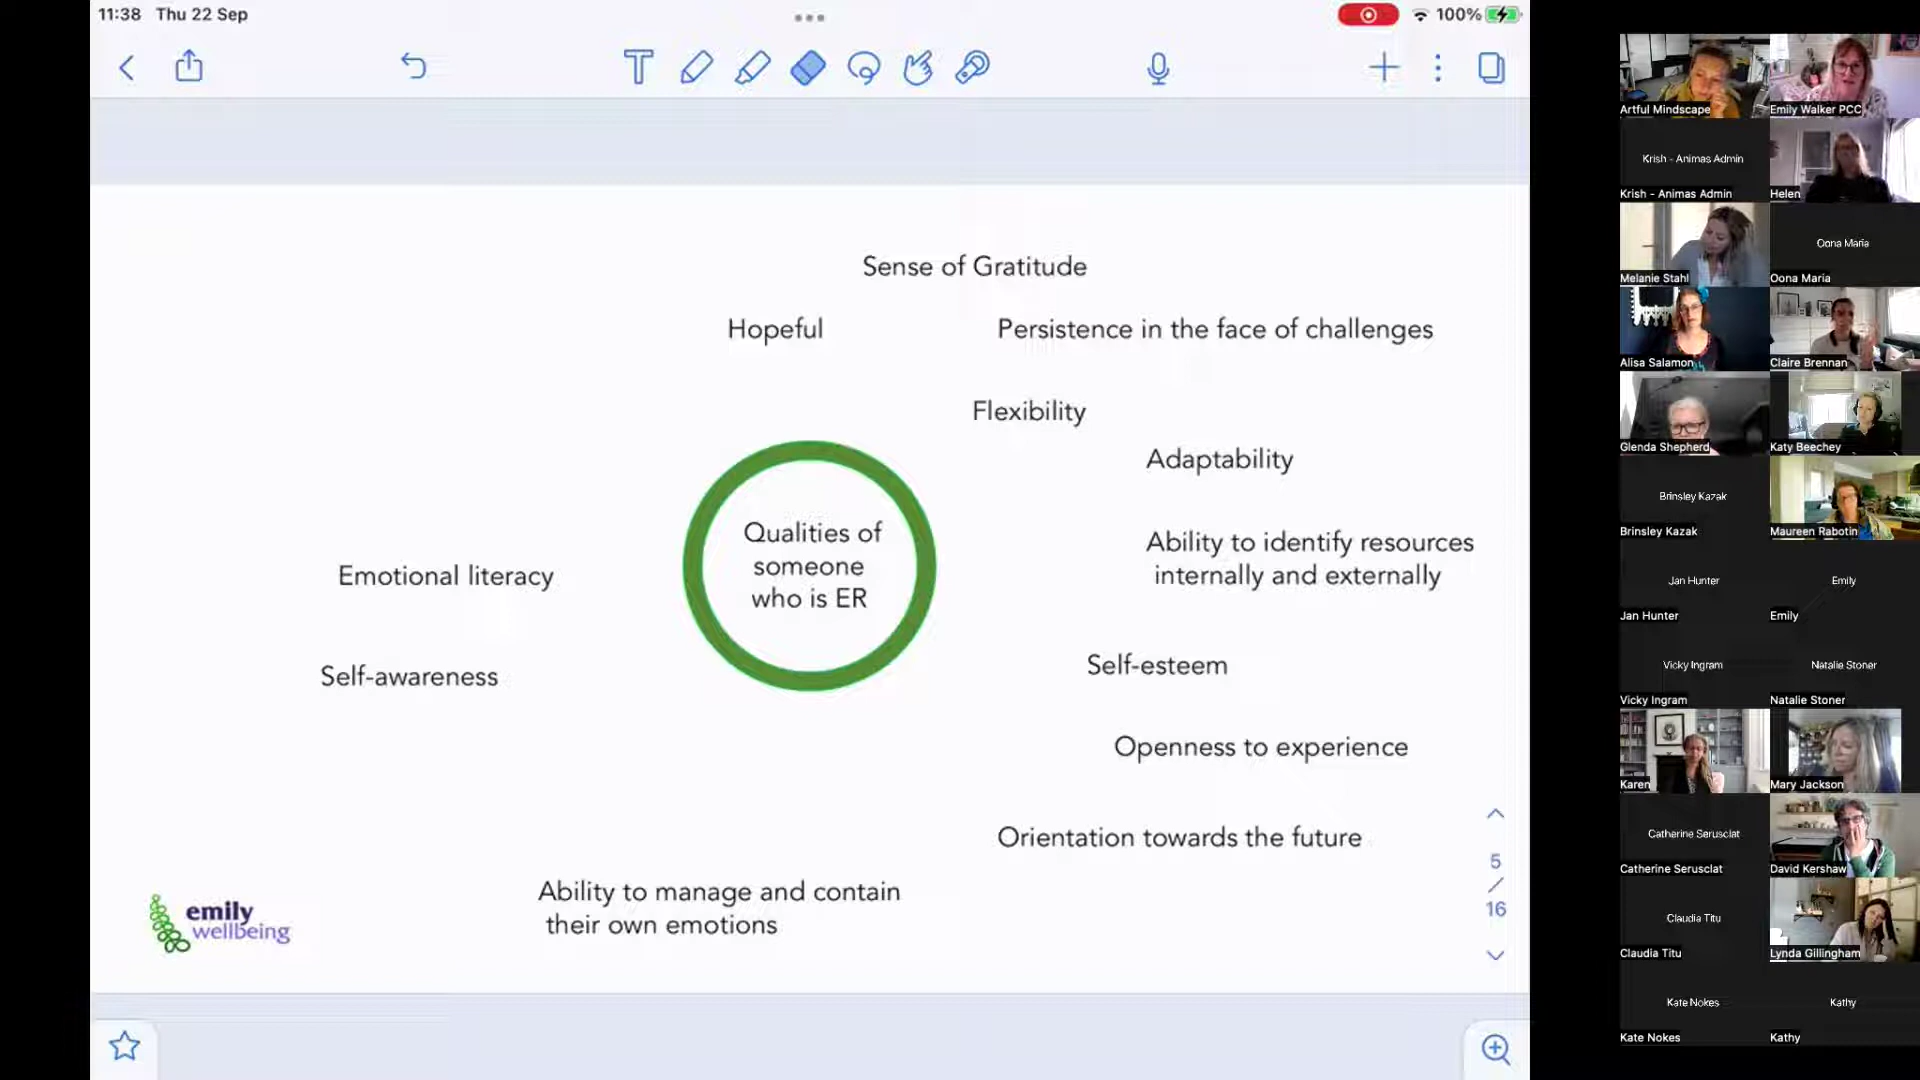 11:38 Thu 22 Sep
100%
Sense of Gratitude
Hopeful
Persistence in the face of challenges
Flexibility
Adaptability
Qualities of
someone
who is ER
Ability to identify resources
internally and externally
Emotional literacy
Self-awareness
Self-esteem
Openness to experience
Orientation towards the future
Ability to manage and contain
their own emotions
5
/
16
emily
wellbeing
Artful Mindscape
Emily Walker PCC
Krish - Animas Admin
Krish - Animas Admin
Helen
Oona Maria
Melanie Stahl
Oona Maria
Alisa Salamon
Claire Brennan
Glenda Shepherd
Katy Beechey
Brinsley Kazak
Brinsley Kazak
Maureen Rabotin
Jan Hunter
Emily
Jan Hunter
Emily
Vicky Ingram
Natalie Stoner
Vicky Ingram
Natalie Stoner
Karen
Mary Jackson
Catherine Serusclat
Catherine Serusclat
David Kershaw
Claudia Titu
Claudia Titu
Lynda Gillingham
Kate Nokes
Kathy
Kate Nokes
Kathy